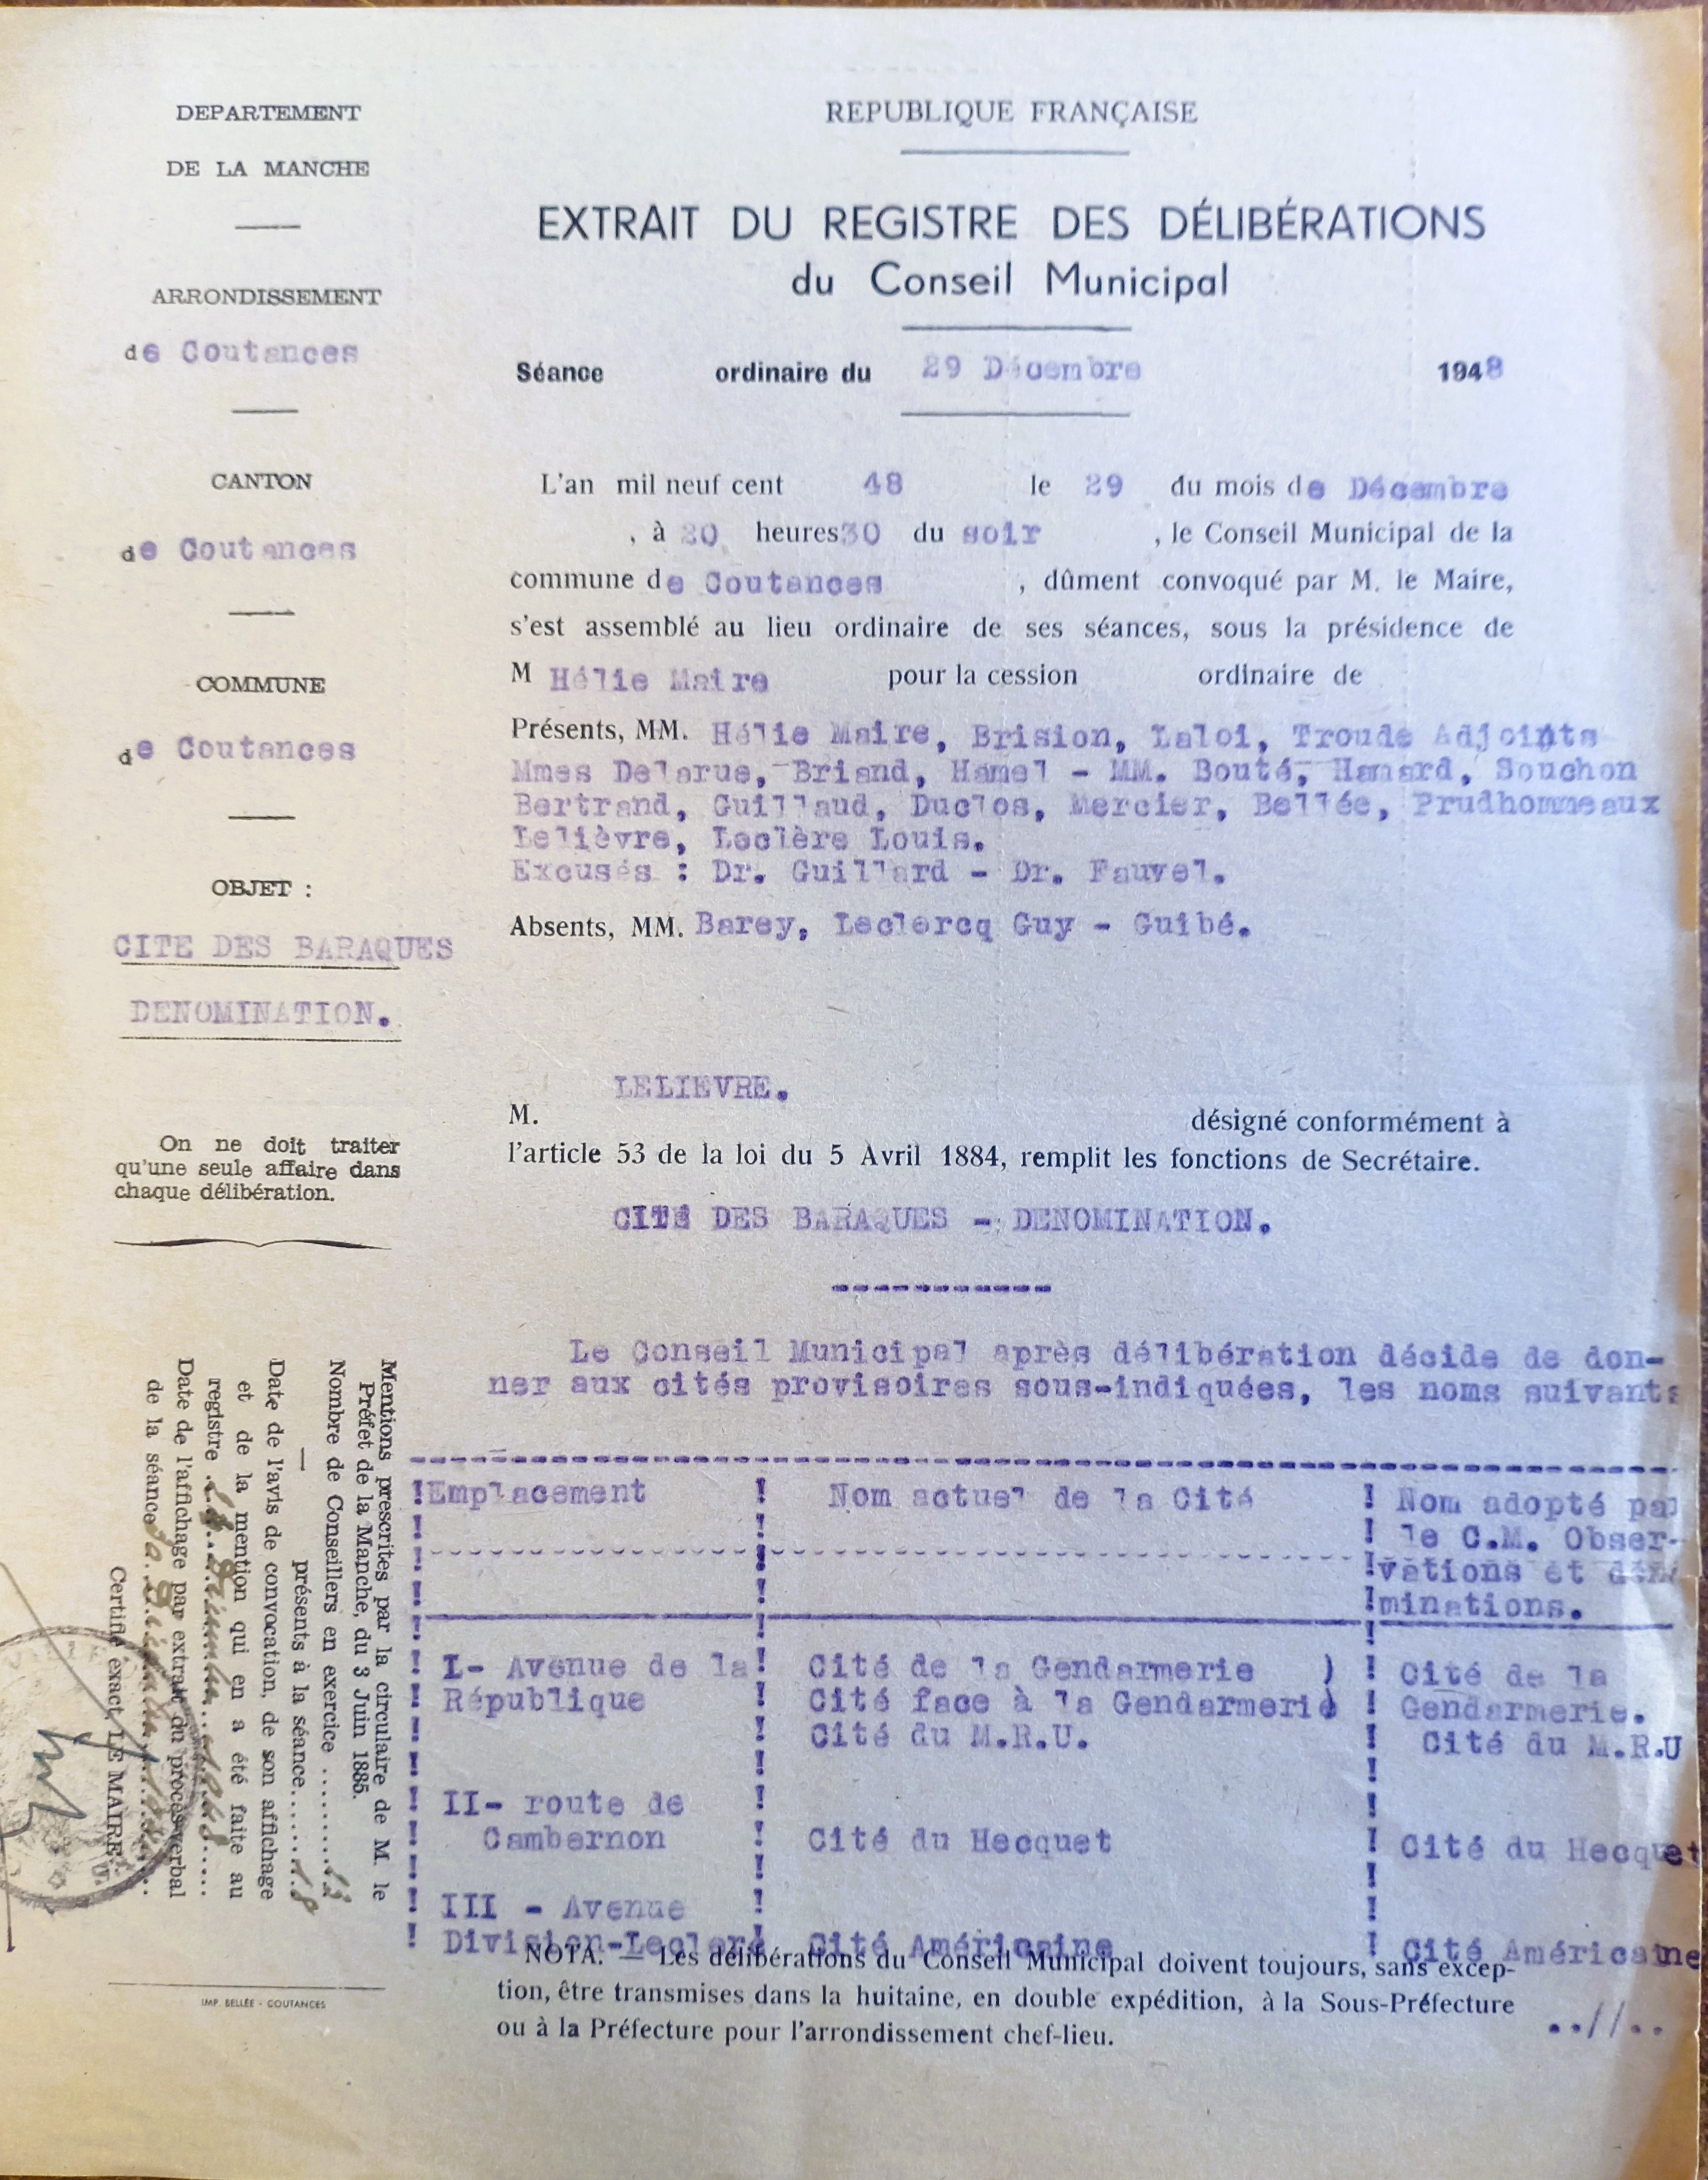 DEPARTEMENT
DE LA MANCHE
ARRONDISSEMENT
de Coutances
CANTON
de Coutances
COMMUNE
de Coutances
OBJET :
CITE DES BARAQUES
DENOMINATION.
On ne doit traiter
qu'une seule affaire dans
chaque délibération.
Mentions prescrites par la circulaire de M. le
Préfet de la Manche, du 3 Juin 1885.
Nombre de Conseillers en exercice
présents à la séance 18
Date de l'avis de convocation, de son affichage
et de la mention qui en a été faite au
registre
Date de l'affichage par extrait du procès-verbal
de la séance
Certifié exact, LE MAIRE :
IMP. BELLÉE - COUTANCES
REPUBLIQUE FRANÇAISE
EXTRAIT DU REGISTRE DES DÉLIBÉRATIONS
du Conseil Municipal
Séance ordinaire du 29 Décembre 1948
L'an mil neuf cent 48 le 29 du mois de Décembre
, à 20 heures 30 du soir , le Conseil Municipal de la
commune de Coutances , dûment convoqué par M. le Maire,
s'est assemblé au lieu ordinaire de ses séances, sous la présidence de
M Hélie Maire pour la cession ordinaire de
Présents, MM. Hélie Maire, Brision, Laloi, Troude Adjoints
Mmes Delarue, Briand, Hamel - MM. Bouté, Hamard, Souchon
Bertrand, Guillaud, Duclos, Mercier, Bellée, Prudhommeaux
Lelièvre, Leclère Louis.
Excusés : Dr. Guillard - Dr. Fauvel.
Absents, MM. Barey, Leclercq Guy - Guibé.
LELIEVRE.
M. désigné conformément à
l'article 53 de la loi du 5 Avril 1884, remplit les fonctions de Secrétaire.
CITE DES BARAQUES - DENOMINATION.
Le Conseil Municipal après délibération décide de don-
ner aux cités provisoires sous-indiquées, les noms suivants
Emplacement ! Nom actuel de la Cité ! Nom adopté par
le C.M. Obser-
vations et déno
minations.
I- Avenue de la ! Cité de la Gendarmerie ) ! Cité de la
République ! Cité face à la Gendarmerie) ! Gendarmerie.
Cité du M.R.U. ! Cité du M.R.U
II- route de
Cambernon ! Cité du Hecquet ! Cité du Hecquet
III - Avenue
Division-Leclerc ! Cité Américaine ! Cité Américaine
NOTA. — Les délibérations du Conseil Municipal doivent toujours, sans excep-
tion, être transmises dans la huitaine, en double expédition, à la Sous-Préfecture
ou à la Préfecture pour l'arrondissement chef-lieu.
..//..